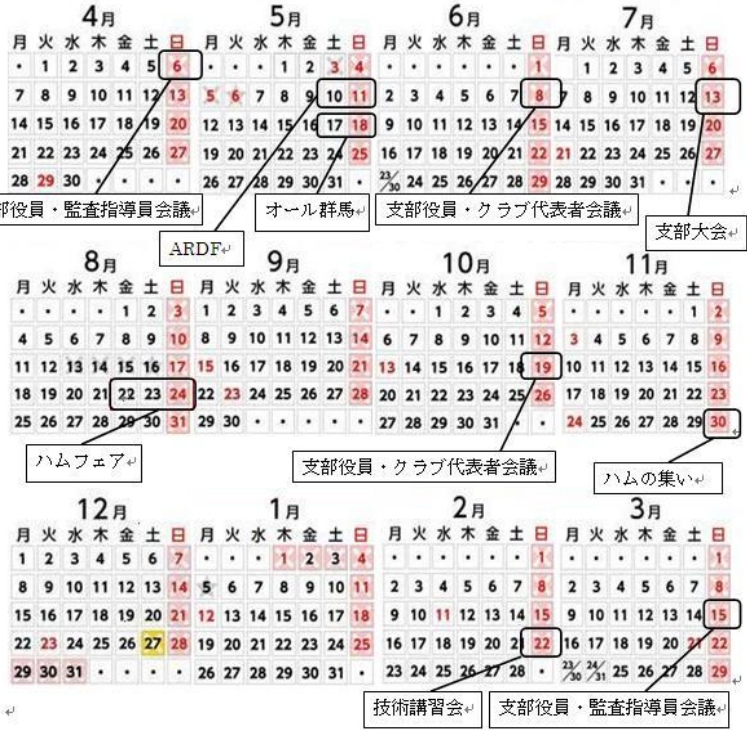 4月 5月 6月 7月
月 火 水 木 金 土 日 月 火 水 木 金 土 日 月 火 水 木 金 土 日 月 火 水 木 金 土 日
・ 1 2 3 4 5 6 ・ ・ ・ 1 2 3 4 ・ ・ ・ ・ ・ ・ 1 1 2 3 4 5 6
7 8 9 10 11 12 13 5 6 7 8 9 10 11 2 3 4 5 6 7 8 7 8 9 10 11 12 13
14 15 16 17 18 19 20 12 13 14 15 16 17 18 9 10 11 12 13 14 15 14 15 16 17 18 19 20
21 22 23 24 25 26 27 19 20 21 22 23 24 25 16 17 18 19 20 21 22 21 22 23 24 25 26 27
28 29 30 ・ ・ ・ ・ 26 27 28 29 30 31 ・ 23/30 24 25 26 27 28 29 28 29 30 31 ・ ・ ・
部役員・監査指導員会議 オール群馬 支部役員・クラブ代表者会議 支部大会
ARDF
8月 9月 10月 11月
月 火 水 木 金 土 日 月 火 水 木 金 土 日 月 火 水 木 金 土 日 月 火 水 木 金 土 日
・ ・ ・ ・ 1 2 3 1 2 3 4 5 6 7 ・ ・ 1 2 3 4 5 ・ ・ ・ ・ ・ 1 2
4 5 6 7 8 9 10 8 9 10 11 12 13 14 6 7 8 9 10 11 12 3 4 5 6 7 8 9
11 12 13 14 15 16 17 15 16 17 18 19 20 21 13 14 15 16 17 18 19 10 11 12 13 14 15 16
18 19 20 21 22 23 24 22 23 24 25 26 27 28 20 21 22 23 24 25 26 17 18 19 20 21 22 23
25 26 27 28 29 30 31 29 30 ・ ・ ・ ・ ・ 27 28 29 30 31 ・ ・ 24 25 26 27 28 29 30
ハムフェア 支部役員・クラブ代表者会議 ハムの集い
12月 1月 2月 3月
月 火 水 木 金 土 日 月 火 水 木 金 土 日 月 火 水 木 金 土 日 月 火 水 木 金 土 日
1 2 3 4 5 6 7 ・ ・ ・ 1 2 3 4 ・ ・ ・ ・ ・ ・ 1 ・ ・ ・ ・ ・ ・ 1
8 9 10 11 12 13 14 5 6 7 8 9 10 11 2 3 4 5 6 7 8 2 3 4 5 6 7 8
15 16 17 18 19 20 21 12 13 14 15 16 17 18 9 10 11 12 13 14 15 9 10 11 12 13 14 15
22 23 24 25 26 27 28 19 20 21 22 23 24 25 16 17 18 19 20 21 22 16 17 18 19 20 21 22
29 30 31 ・ ・ ・ ・ 26 27 28 29 30 31 ・ 23 24 25 26 27 28 ・ 23/30 24/31 25 26 27 28 29
技術講習会 支部役員・監査指導員会議